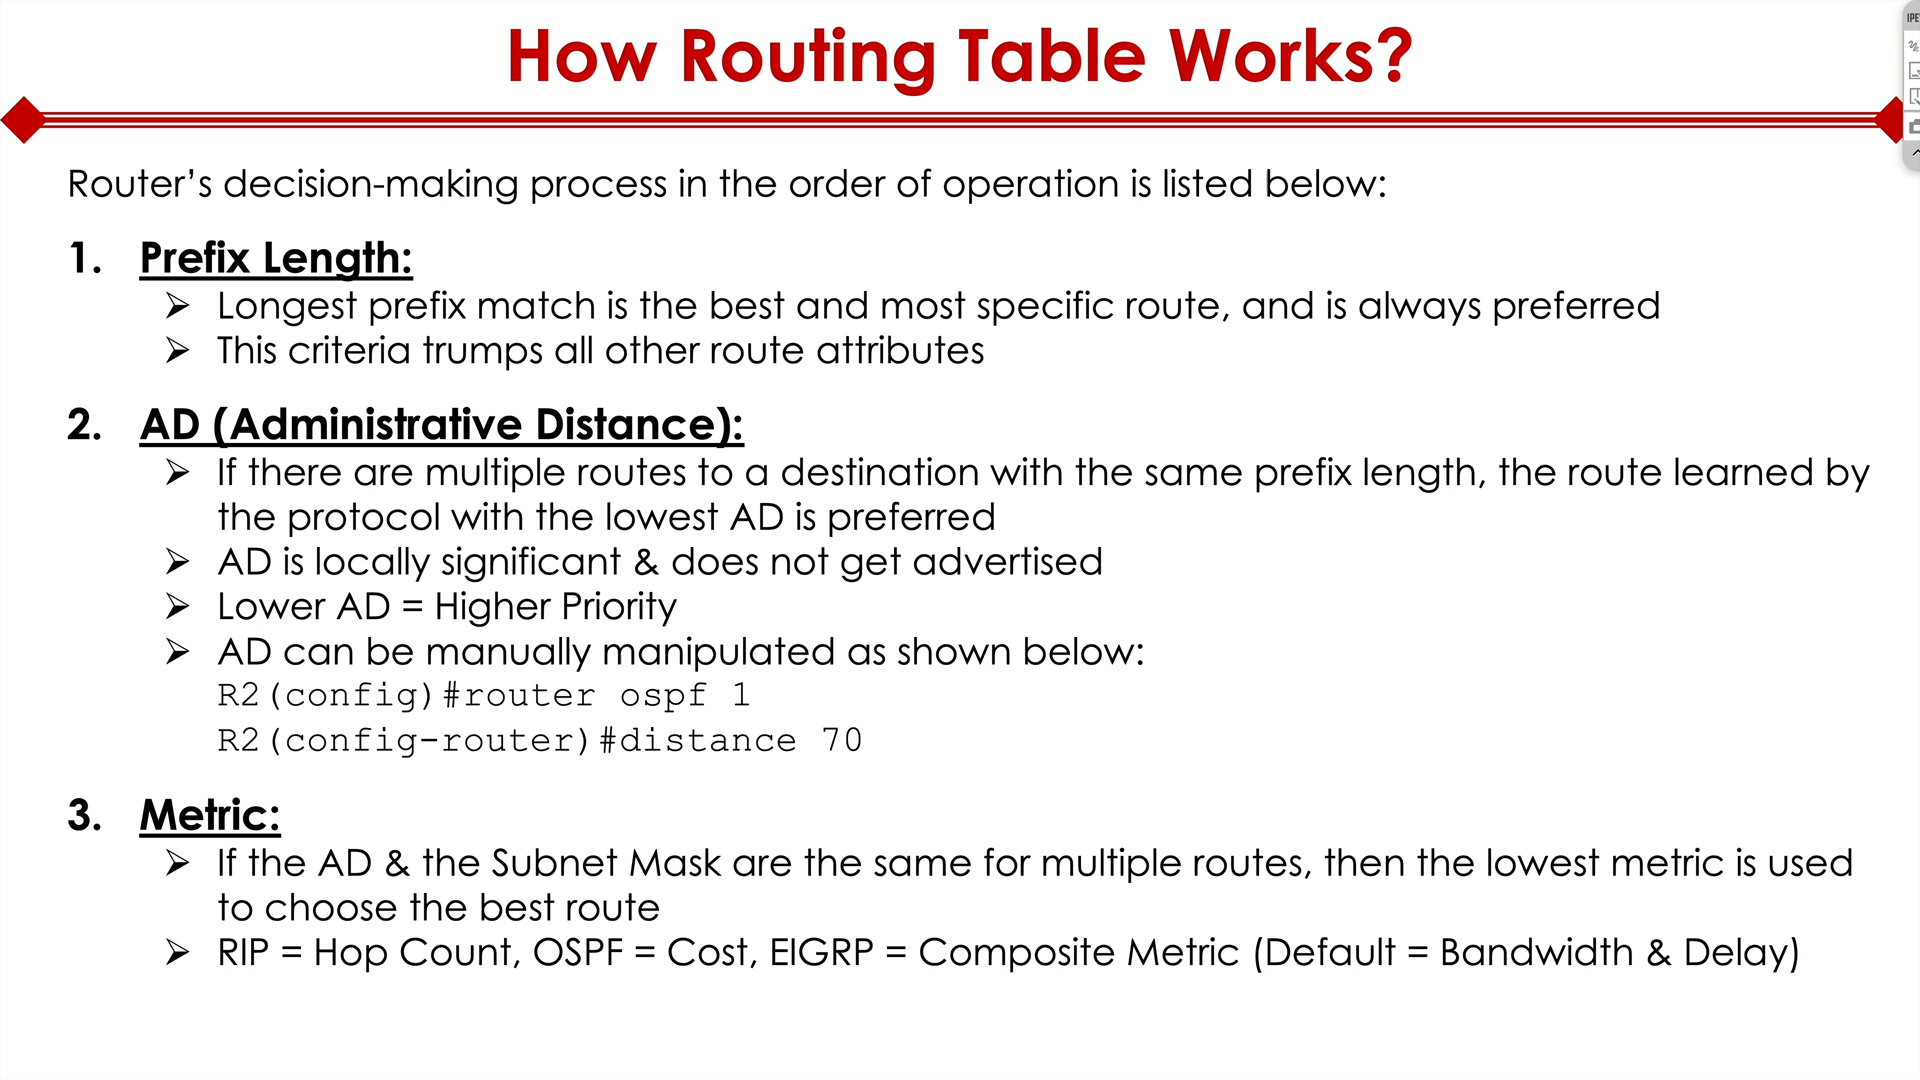 How Routing Table Works?
Router’s decision-making process in the order of operation is listed below:
1. Prefix Length:
➢ Longest prefix match is the best and most specific route, and is always preferred
➢ This criteria trumps all other route attributes
2. AD (Administrative Distance):
➢ If there are multiple routes to a destination with the same prefix length, the route learned by
the protocol with the lowest AD is preferred
➢ AD is locally significant & does not get advertised
➢ Lower AD = Higher Priority
➢ AD can be manually manipulated as shown below:
R2(config)#router ospf 1
R2(config-router)#distance 70
3. Metric:
➢ If the AD & the Subnet Mask are the same for multiple routes, then the lowest metric is used
to choose the best route
➢ RIP = Hop Count, OSPF = Cost, EIGRP = Composite Metric (Default = Bandwidth & Delay)